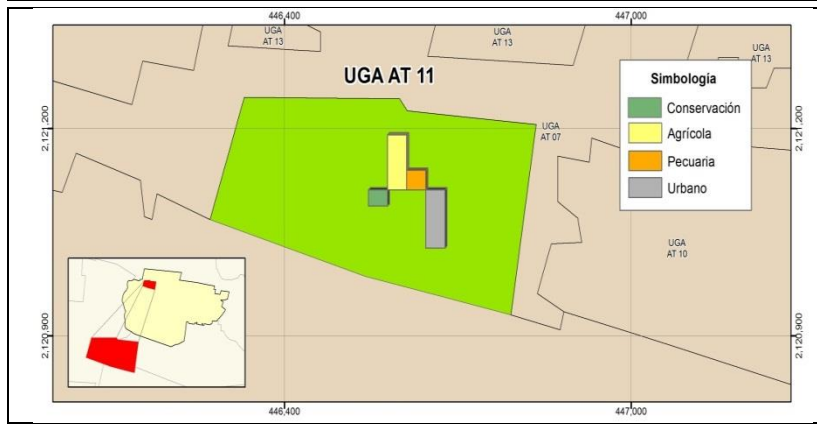 446,400
447,000
UGA
AT 13
UGA
AT 13
UGA
AT 13
UGA AT 11
Simbología
Conservación
Agrícola
Pecuaria
Urbano
2,121,200
2,121,200
UGA
AT 07
UGA
AT 10
2,120,900
2,120,900
446,400
447,000